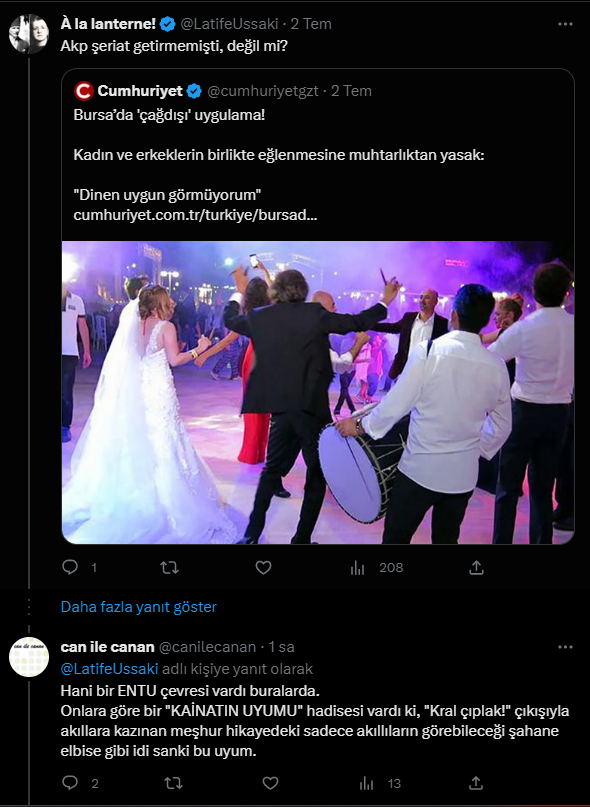 À la lanterne! @LatifeUssaki · 2 Tem
Akp şeriat getirmemişti, değil mi?
Cumhuriyet @cumhuriyetgzt · 2 Tem
Bursa'da 'çağdışı' uygulama!
Kadın ve erkeklerin birlikte eğlenmesine muhtarlıktan yasak:
"Dinen uygun görmüyorum"
cumhuriyet.com.tr/turkiye/bursad...
1 208
Daha fazla yanıt göster
can ile canan @canilecanan · 1 sa
@LatifeUssaki adlı kişiye yanıt olarak
Hani bir ENTU çevresi vardı buralarda.
Onlara göre bir "KAİNATIN UYUMU" hadisesi vardı ki, "Kral çıplak!" çıkışıyla
akıllara kazınan meşhur hikayedeki sadece akıllıların görebileceği şahane
elbise gibi idi sanki bu uyum.
2 13